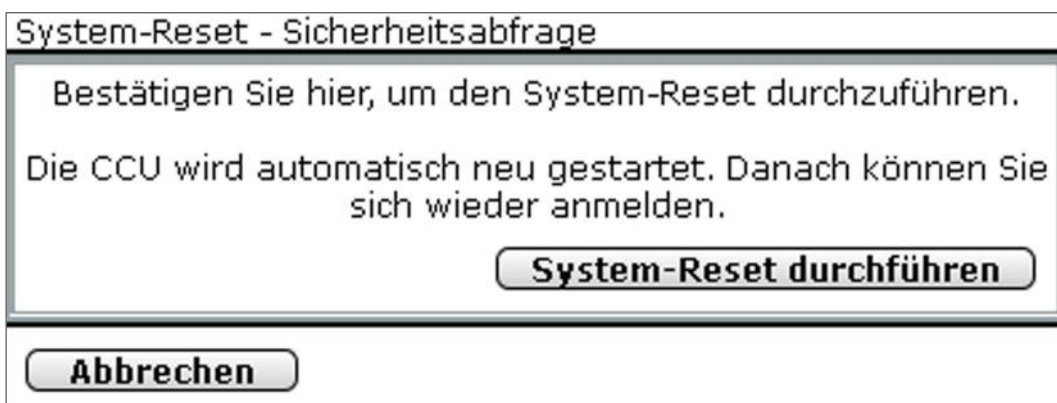 System-Reset - Sicherheitsabfrage
Bestätigen Sie hier, um den System-Reset durchzuführen.
Die CCU wird automatisch neu gestartet. Danach können Sie
sich wieder anmelden.
System-Reset durchführen
Abbrechen